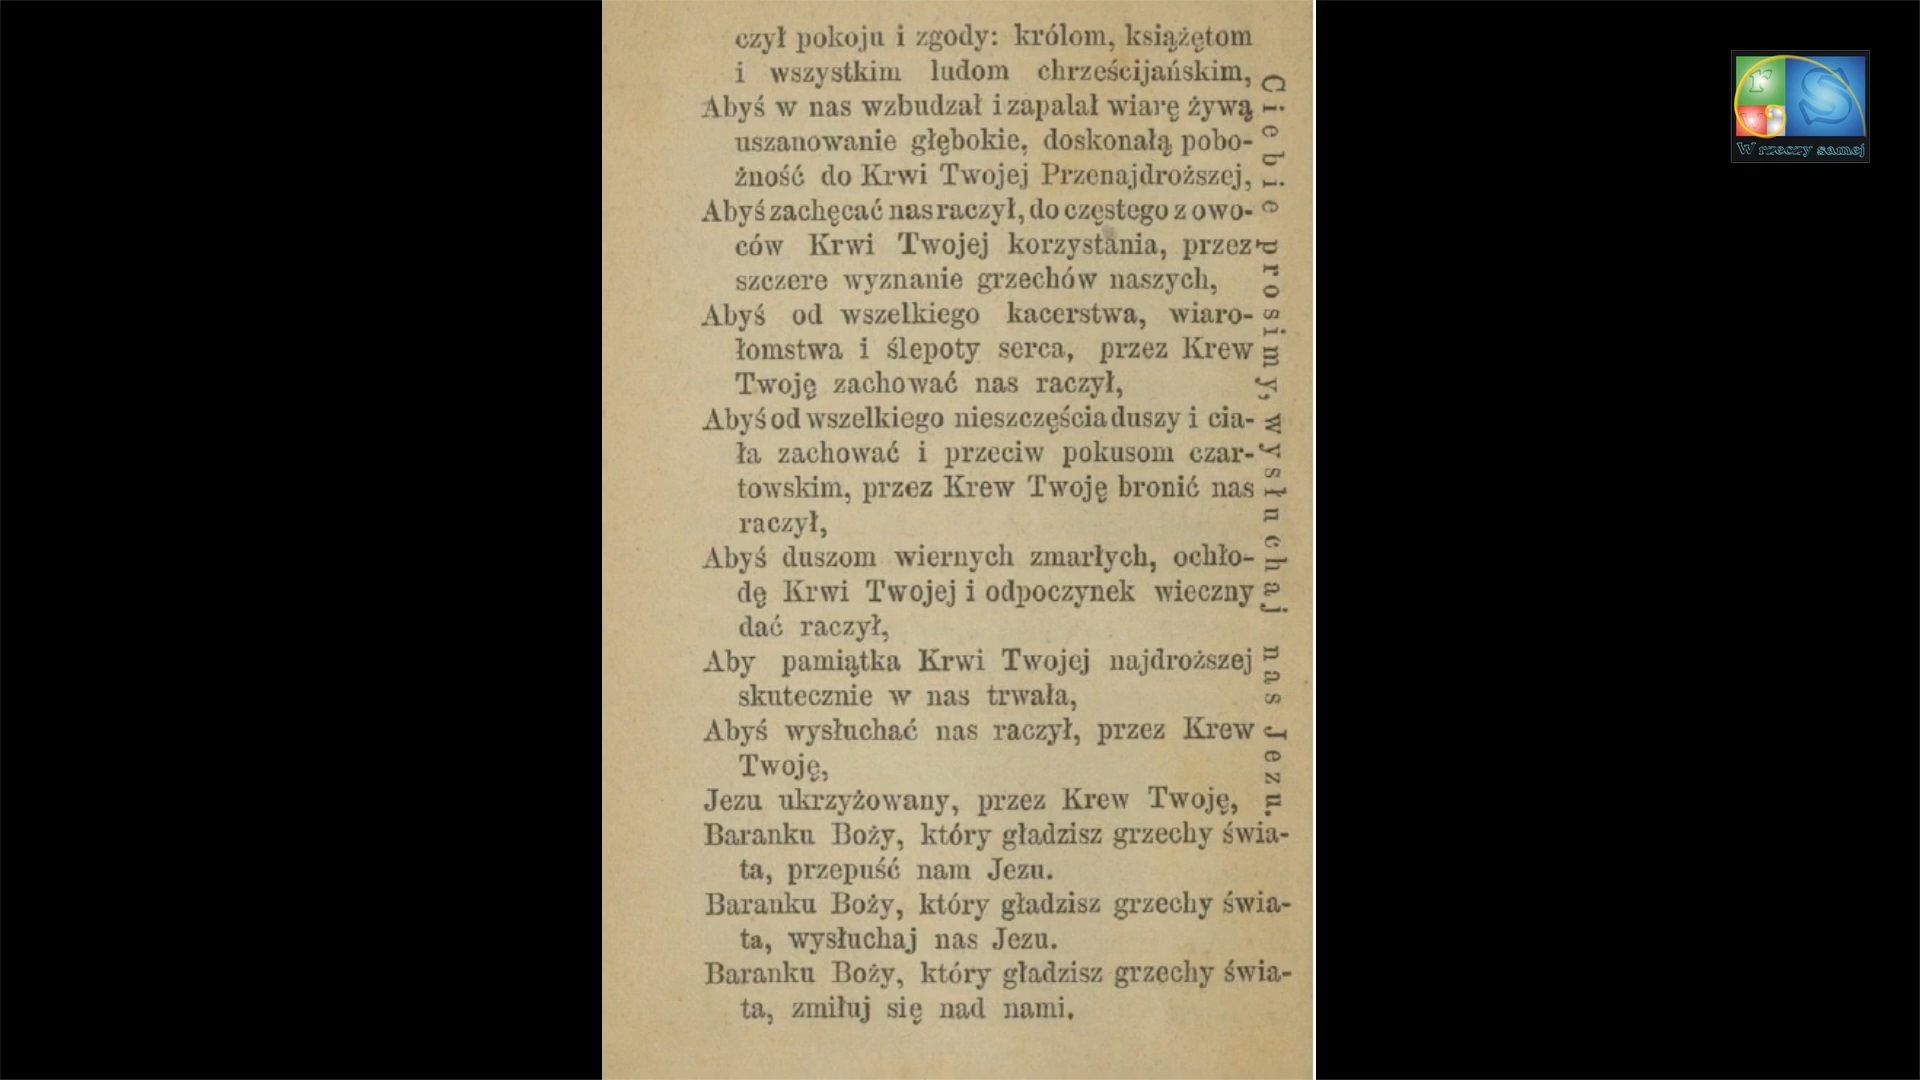 czył pokoju i zgody: królom, książętom
i wszystkim ludom chrześcijańskim,
Abyś w nas wzbudzał i zapalał wiarę żywą
uszanowanie głębokie, doskonałą pobo-
żność do Krwi Twojej Przenajdroższej,
Abyś zachęcać nas raczył, do częstego z owo-
ców Krwi Twojej korzystania, przez
szczere wyznanie grzechów naszych,
Abyś od wszelkiego kacerstwa, wiaro-
łomstwa i ślepoty serca, przez Krew
Twoję zachować nas raczył,
Abyś od wszelkiego nieszczęścia duszy i cia-
ła zachować i przeciw pokusom czar-
towskim, przez Krew Twoję bronić nas
raczył,
Abyś duszom wiernych zmarłych, ochło-
dę Krwi Twojej i odpoczynek wieczny
dać raczył,
Aby pamiątka Krwi Twojej najdroższej
skutecznie w nas trwała,
Abyś wysłuchać nas raczył, przez Krew
Twoję,
Jezu ukrzyżowany, przez Krew Twoję,
Ciebie prosimy, wysłuchaj nas Jezu.
Baranku Boży, który gładzisz grzechy świa-
ta, przepuść nam Jezu.
Baranku Boży, który gładzisz grzechy świa-
ta, wysłuchaj nas Jezu.
Baranku Boży, który gładzisz grzechy świa-
ta, zmiłuj się nad nami.
r S
W rzeczy samej